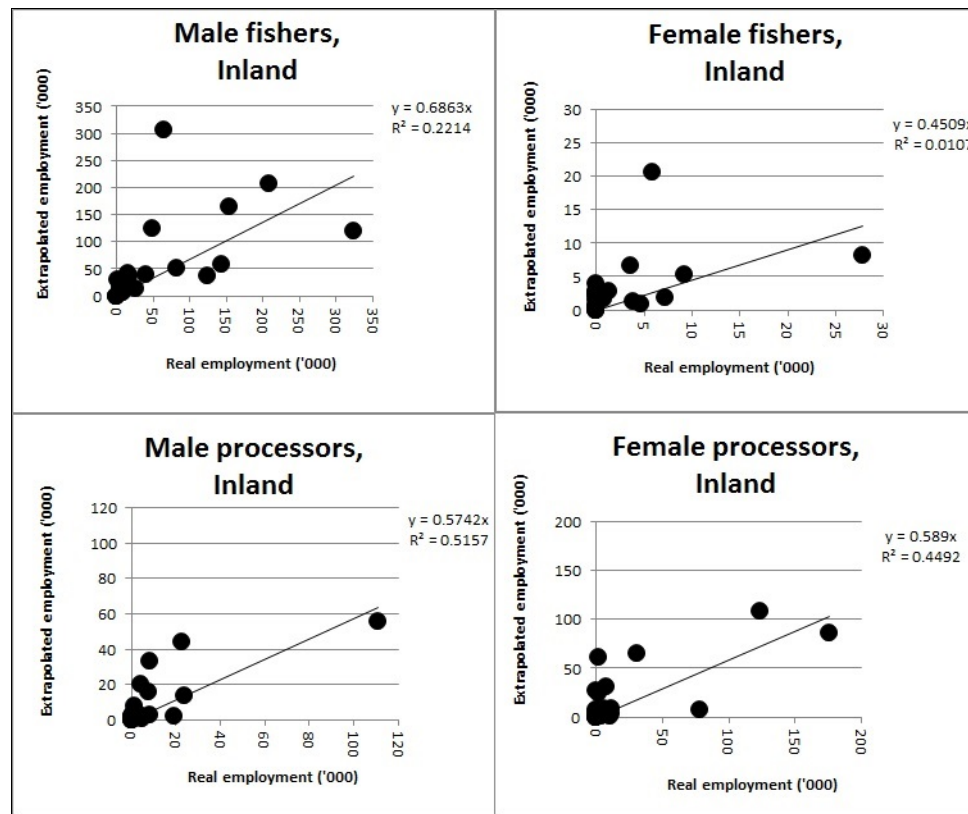 Male fishers,
Inland
y = 0.6863x
R² = 0.2214
Extrapolated employment ('000)
350
300
250
200
150
100
50
0
0
50
100
150
200
250
300
350
Real employment ('000)
Female fishers,
Inland
y = 0.4509x
R² = 0.0107
Extrapolated employment ('000)
30
25
20
15
10
5
0
0
5
10
15
20
25
30
Real employment ('000)
Male processors,
Inland
y = 0.5742x
R² = 0.5157
Extrapolated employment ('000)
120
100
80
60
40
20
0
0
20
40
60
80
100
120
Real employment ('000)
Female processors,
Inland
y = 0.589x
R² = 0.4492
Extrapolated employment ('000)
200
150
100
50
0
0
50
100
150
200
Real employment ('000)